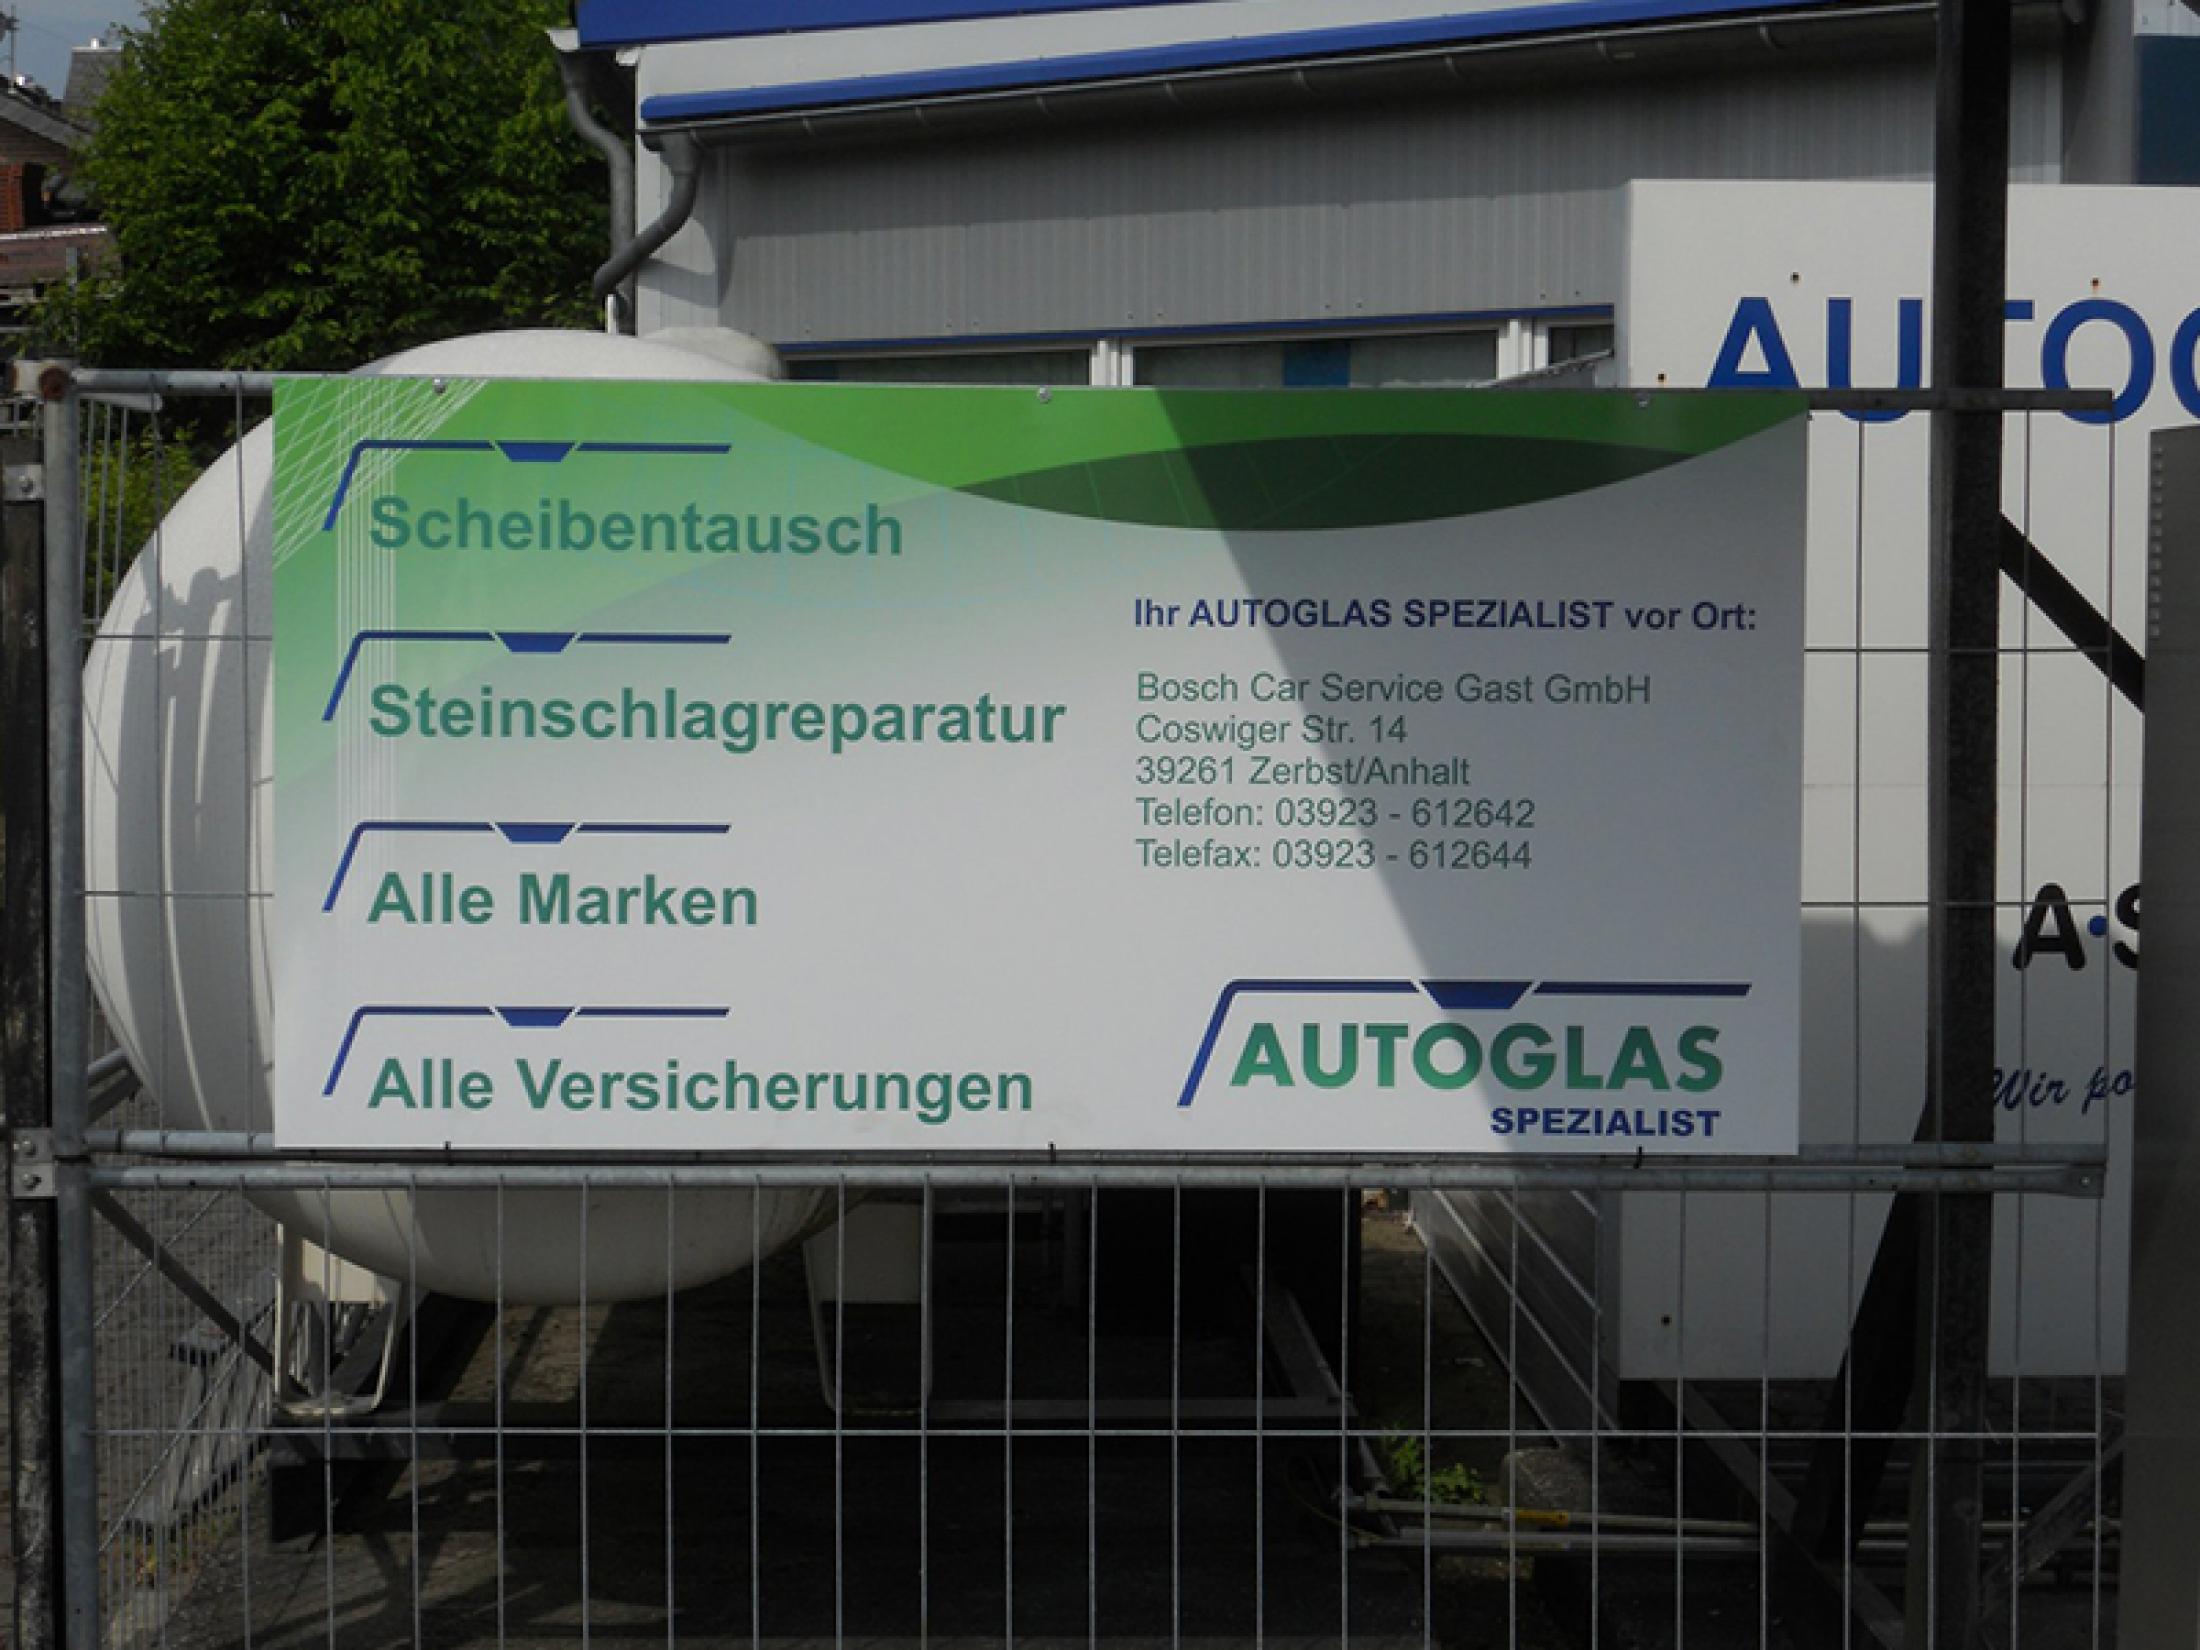 Scheibentausch
Steinschlagreparatur
Alle Marken
Alle Versicherungen
Ihr AUTOGLAS SPEZIALIST vor Ort:
Bosch Car Service Gast GmbH
Coswiger Str. 14
39261 Zerbst/Anhalt
Telefon: 03923 - 612642
Telefax: 03923 - 612644
AUTOGLAS
SPEZIALIST
Wir